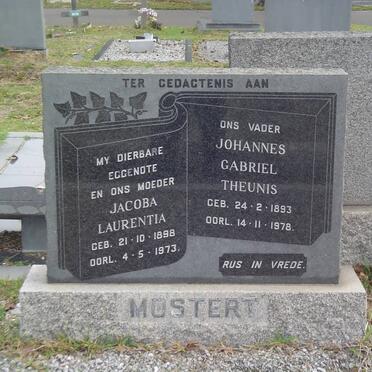 TER GEDAGTENIS AAN
MY DIERBARE
EGGENOTE
EN ONS MOEDER
JACOBA
LAURENTIA
GEB. 21-10-1898
OORL. 4-5-1973.
ONS VADER
JOHANNES
GABRIEL
THEUNIS
GEB. 24-2-1893
OORL. 14-11-1978.
RUS IN VREDE.
MOSTERT